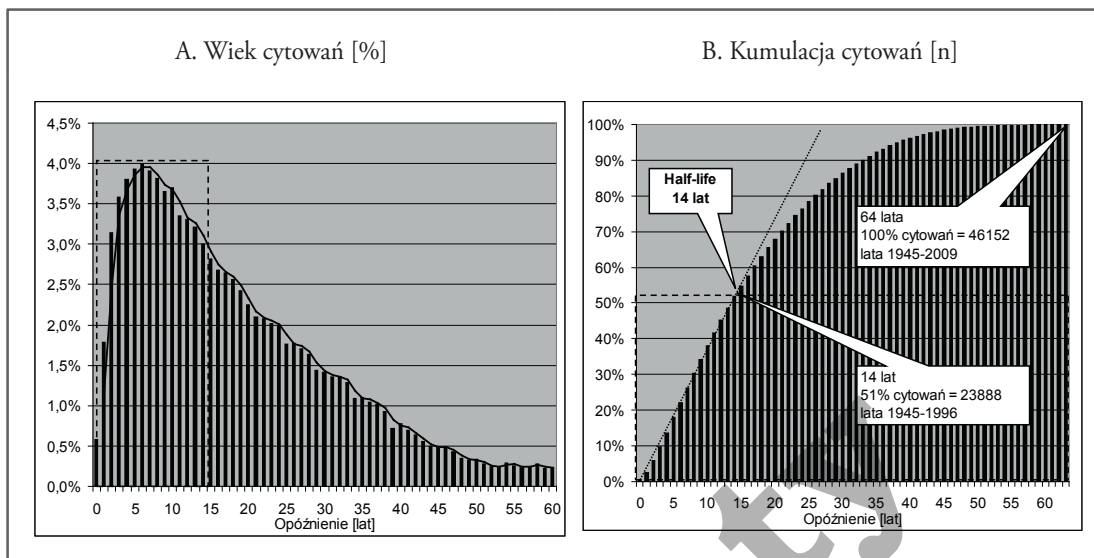 A. Wiek cytowań [%]
B. Kumulacja cytowań [n]
4,5%
4,0%
3,5%
3,0%
2,5%
2,0%
1,5%
1,0%
0,5%
0,0%
0 5 10 15 20 25 30 35 40 45 50 55 60
Opóźnienie [lat]
100%
90%
80%
70%
60%
50%
40%
30%
20%
10%
0%
Half-life
14 lat
64 lata
100% cytowań = 46152
lata 1945-2009
14 lat
51% cytowań = 23888
lata 1945-1996
0 5 10 15 20 25 30 35 40 45 50 55 60
Opóźnienie [lat]